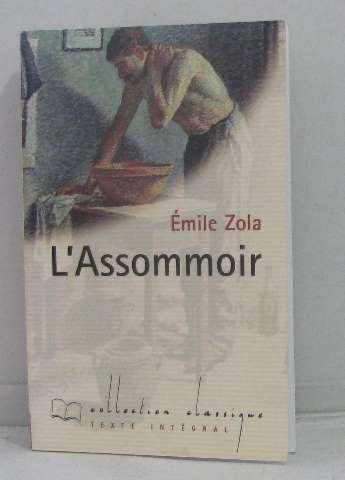 Émile Zola
L'Assommoir
collection classique
TEXTE INTÉGRAL